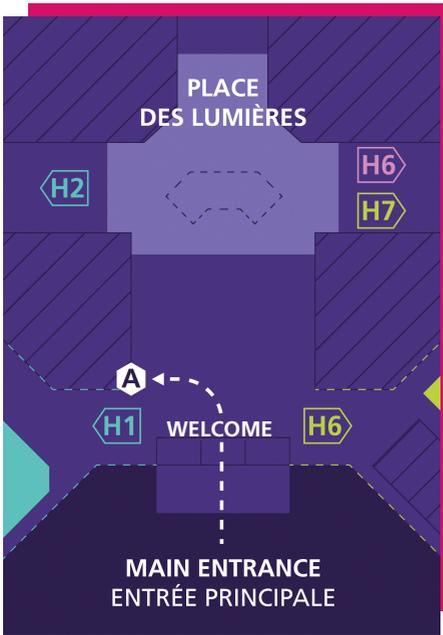 PLACE
DES LUMIÈRES
H2
H6
H7
A
H1
WELCOME
H6
MAIN ENTRANCE
ENTRÉE PRINCIPALE